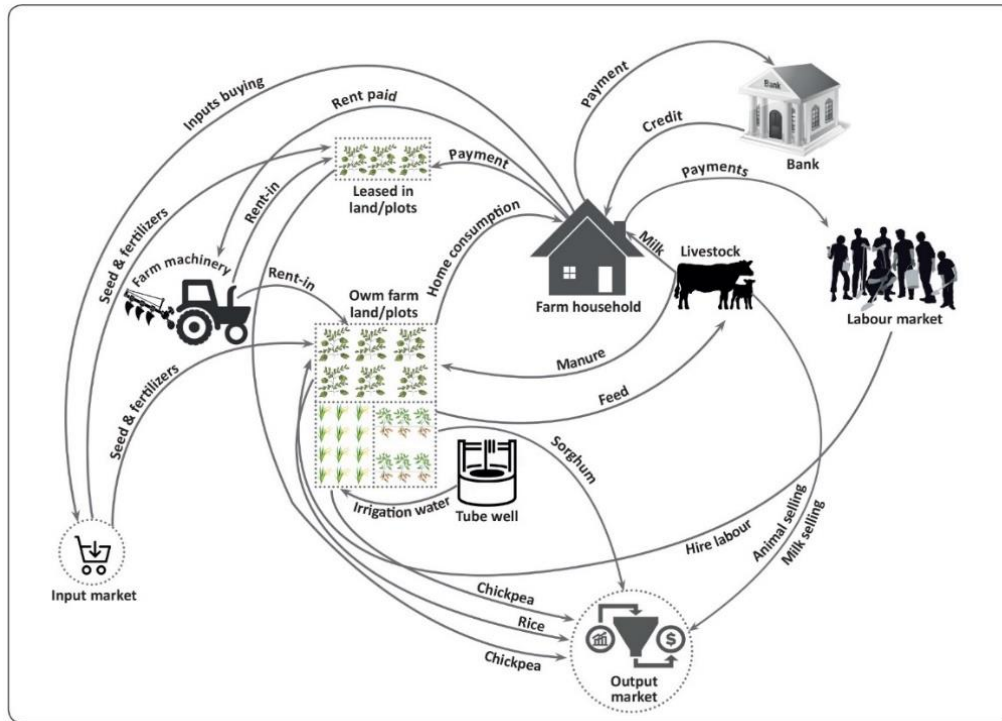 Inputs buying
Rent paid
Payment
Bank
Credit
Bank
Payment
Payments
Leased in
land/plots
Rent-in
Seed & fertilizers
Farm machinery
Rent-in
Home consumption
Milk
Livestock
Farm household
Labour market
Owm farm
land/plots
Manure
Feed
Seed & fertilizers
Sorghum
Irrigation water
Tube well
Hire labour
Animal selling
Milk selling
Input market
Chickpea
Rice
Chickpea
$
Output
market